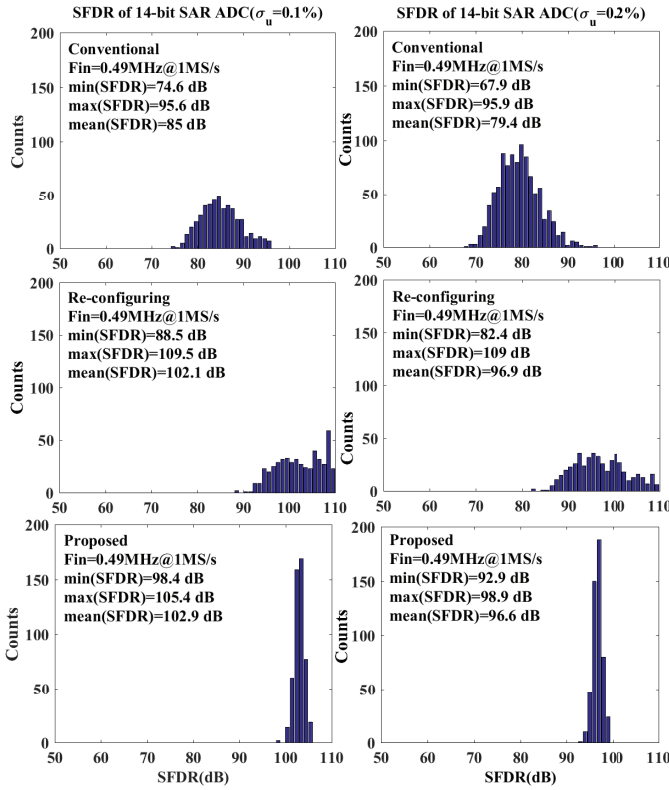 SFDR of 14-bit SAR ADC(σu=0.1%)
200
150
100
50
0
Counts
Conventional
Fin=0.49MHz@1MS/s
min(SFDR)=74.6 dB
max(SFDR)=95.6 dB
mean(SFDR)=85 dB
50 60 70 80 90 100 110
SFDR of 14-bit SAR ADC(σu=0.2%)
200
150
100
50
0
Counts
Conventional
Fin=0.49MHz@1MS/s
min(SFDR)=67.9 dB
max(SFDR)=95.9 dB
mean(SFDR)=79.4 dB
50 60 70 80 90 100 110
200
150
100
50
0
Counts
Re-configuring
Fin=0.49MHz@1MS/s
min(SFDR)=88.5 dB
max(SFDR)=109.5 dB
mean(SFDR)=102.1 dB
50 60 70 80 90 100 110
200
150
100
50
0
Counts
Re-configuring
Fin=0.49MHz@1MS/s
min(SFDR)=82.4 dB
max(SFDR)=109 dB
mean(SFDR)=96.9 dB
50 60 70 80 90 100 110
200
150
100
50
0
Counts
Proposed
Fin=0.49MHz@1MS/s
min(SFDR)=98.4 dB
max(SFDR)=105.4 dB
mean(SFDR)=102.9 dB
50 60 70 80 90 100 110
SFDR(dB)
200
150
100
50
0
Counts
Proposed
Fin=0.49MHz@1MS/s
min(SFDR)=92.9 dB
max(SFDR)=98.9 dB
mean(SFDR)=96.6 dB
50 60 70 80 90 100 110
SFDR(dB)